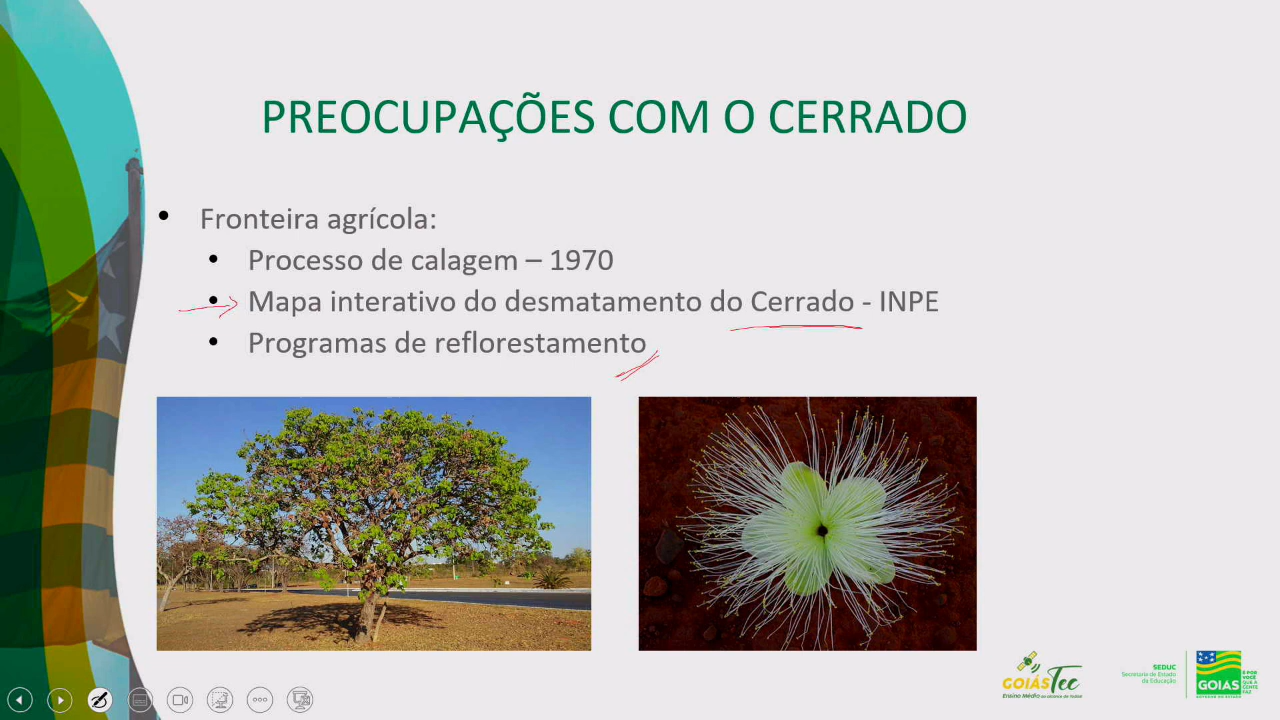 PREOCUPAÇÕES COM O CERRADO
• Fronteira agrícola:
• Processo de calagem – 1970
• Mapa interativo do desmatamento do Cerrado - INPE
• Programas de reflorestamento
GOIÁSTec
Ensino Médio ao alcance de todos
SEDUC
Secretaria de Estado
da Educação
GOIÁS
GOVERNO DO ESTADO
É POR
VOCÊ
QUE A
GENTE
FAZ